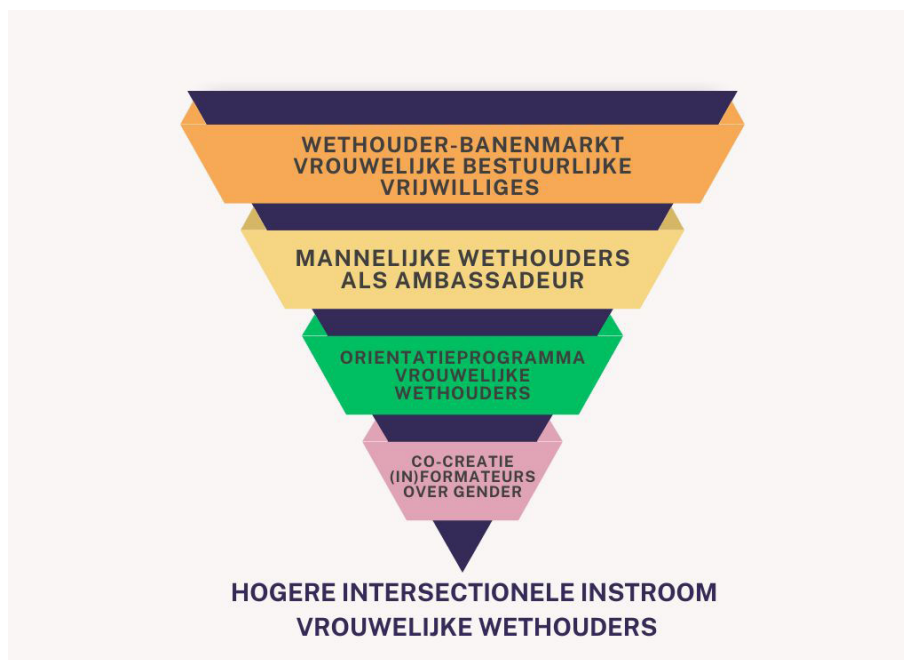 WETHOUDER-BANENMARKT
VROUWELIJKE BESTUURLIJKE
VRIJWILLIGES
MANNELIJKE WETHOUDERS
ALS AMBASSADEUR
ORIENTATIEPROGRAMMA
VROUWELIJKE
WETHOUDERS
CO-CREATIE
(IN)FORMATEURS
OVER GENDER
HOGERE INTERSECTIONELE INSTROOM
VROUWELIJKE WETHOUDERS